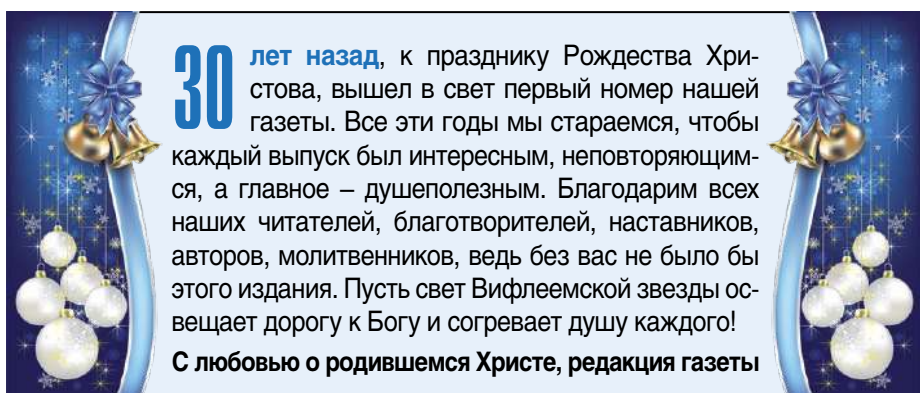 30 лет назад, к празднику Рождества Хри-
стова, вышел в свет первый номер нашей
газеты. Все эти годы мы стараемся, чтобы
каждый выпуск был интересным, неповторяющим-
ся, а главное – душеполезным. Благодарим всех
наших читателей, благотворителей, наставников,
авторов, молитвенников, ведь без вас не было бы
этого издания. Пусть свет Вифлеемской звезды ос-
вещает дорогу к Богу и согревает душу каждого!
С любовью о родившемся Христе, редакция газеты